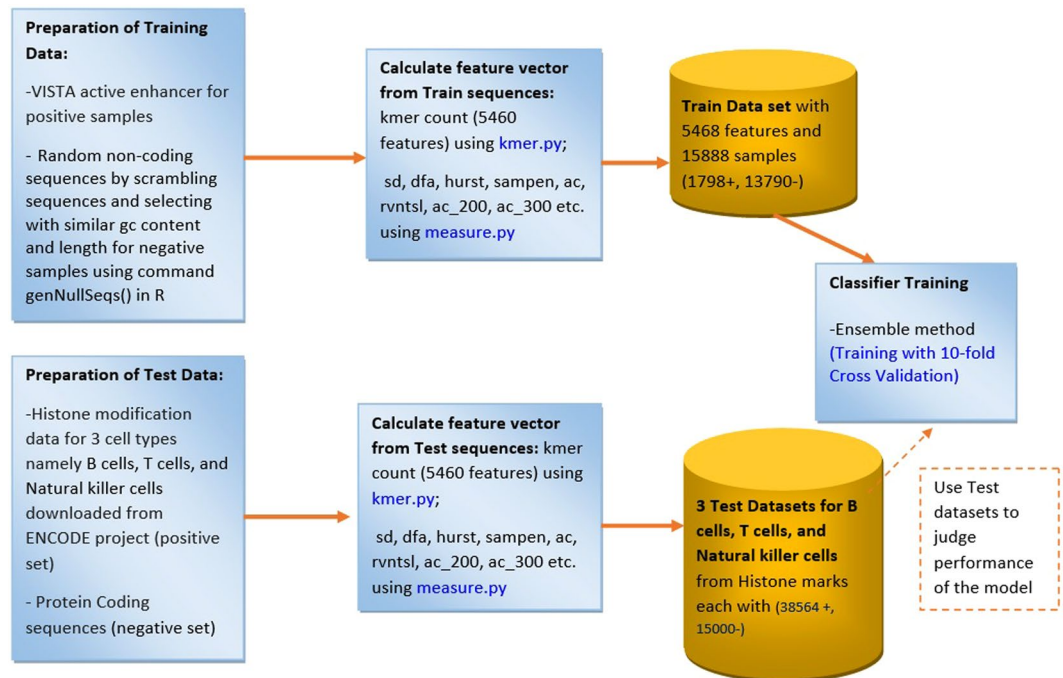 Preparation of Training
Data:
-VISTA active enhancer for
positive samples
- Random non-coding
sequences by scrambling
sequences and selecting
with similar gc content
and length for negative
samples using command
genNullSeqs() in R
Calculate feature vector
from Train sequences:
kmer count (5460
features) using kmer.py;
sd, dfa, hurst, sampen, ac,
rvntsl, ac_200, ac_300 etc.
using measure.py
Train Data set with
5468 features and
15888 samples
(1798+, 13790-)
Classifier Training
-Ensemble method
(Training with 10-fold
Cross Validation)
Preparation of Test Data:
-Histone modification
data for 3 cell types
namely B cells, T cells, and
Natural killer cells
downloaded from
ENCODE project (positive
set)
- Protein Coding
sequences (negative set)
Calculate feature vector
from Test sequences: kmer
count (5460 features) using
kmer.py;
sd, dfa, hurst, sampen, ac,
rvntsl, ac_200, ac_300 etc.
using measure.py
3 Test Datasets for B
cells, T cells, and
Natural killer cells
from Histone marks
each with (38564 +,
15000-)
Use Test
datasets to
judge
performance
of the model